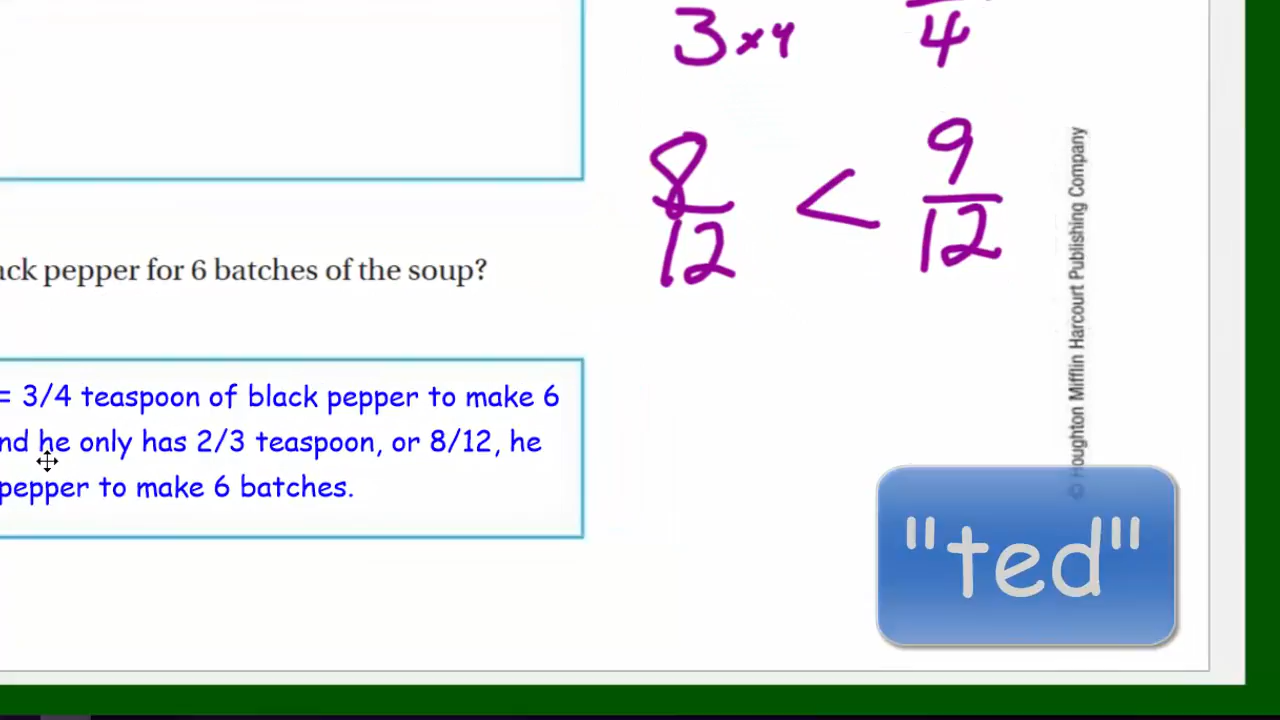 3 x 4
4
8/12 < 9/12
ck pepper for 6 batches of the soup?
= 3/4 teaspoon of black pepper to make 6
he only has 2/3 teaspoon, or 8/12, he
pepper to make 6 batches.
© Houghton Mifflin Harcourt Publishing Company
"ted"